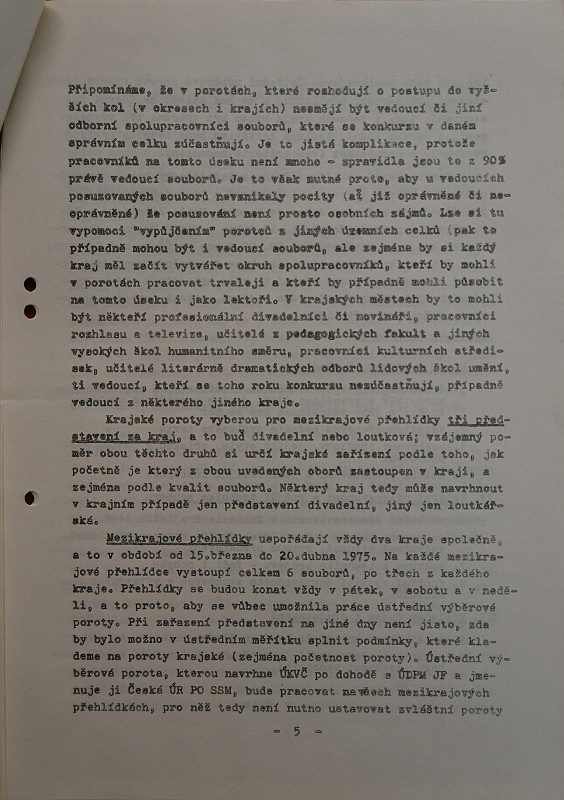 Připomínáme, že v porotách, které rozhodují o postupu do vyš-
ších kol (v okresech i krajích) nesmějí být vedoucí či jiní
odborní spolupracovníci souborů, které se konkurzu v daném
správním celku zúčastňují. Je to jistá komplikace, protože
pracovníků na tomto úseku není mnoho - zpravidla jsou to z 90%
právě vedoucí souborů. Je to však nutné proto, aby u vedoucích
posuzovaných souborů nevznikaly pocity (ať již oprávněné či ne-
oprávněné) že posuzování není prosto osobních zájmů. Lze si tu
vypomoci "vypůjčením" porotců z jiných územních celků (pak to
případně mohou být i vedoucí souborů, ale zejména by si každý
kraj měl začít vytvářet okruh spolupracovníků, kteří by mohli
v porotách pracovat trvaleji a kteří by případně mohli působit
na tomto úseku i jako lektoři. V krajských městech by to mohli
být někteří profesionální divadelníci či novináři, pracovníci
rozhlasu a televize, učitelé z pedagogických fakult a jiných
vysokých škol humanitního směru, pracovníci kulturních středi-
sek, učitelé literárně dramatických odborů lidových škol umění,
ti vedoucí, kteří se toho roku konkurzu nezúčastňují, případně
vedoucí z některého jiného kraje.
Krajské poroty vyberou pro mezikrajové přehlídky tři před-
stavení za kraj, a to buď divadelní nebo loutková; vzájemný po-
měr obou těchto druhů si určí krajské zařízení podle toho, jak
početně je který z obou uvedených oborů zastoupen v kraji, a
zejména podle kvalit souborů. Některý kraj tedy může navrhnout
v krajním případě jen představení divadelní, jiný jen loutkář-
ská.
Mezikrajové přehlídky uspořádají vždy dva kraje společně,
a to v období od 15.března do 20.dubna 1975. Na každé mezikra-
jové přehlídce vystoupí celkem 6 souborů, po třech z každého
kraje. Přehlídky se budou konat vždy v pátek, v sobotu a v nedě-
li, a to proto, aby se vůbec umožnila práce ústřední výběrové
poroty. Při zařazení představení na jiné dny není jisto, zda
by bylo možno v ústředním měřítku splnit podmínky, které kla-
deme na poroty krajské (zejména početnost poroty). Ústřední vý-
běrová porota, kterou navrhne ÚKVČ po dohodě s ÚDPM JF a jme-
nuje ji Česká ÚR PO SSM, bude pracovat na všech mezikrajových
přehlídkách, pro něž tedy není nutno ustavovat zvláštní poroty
- 5 -